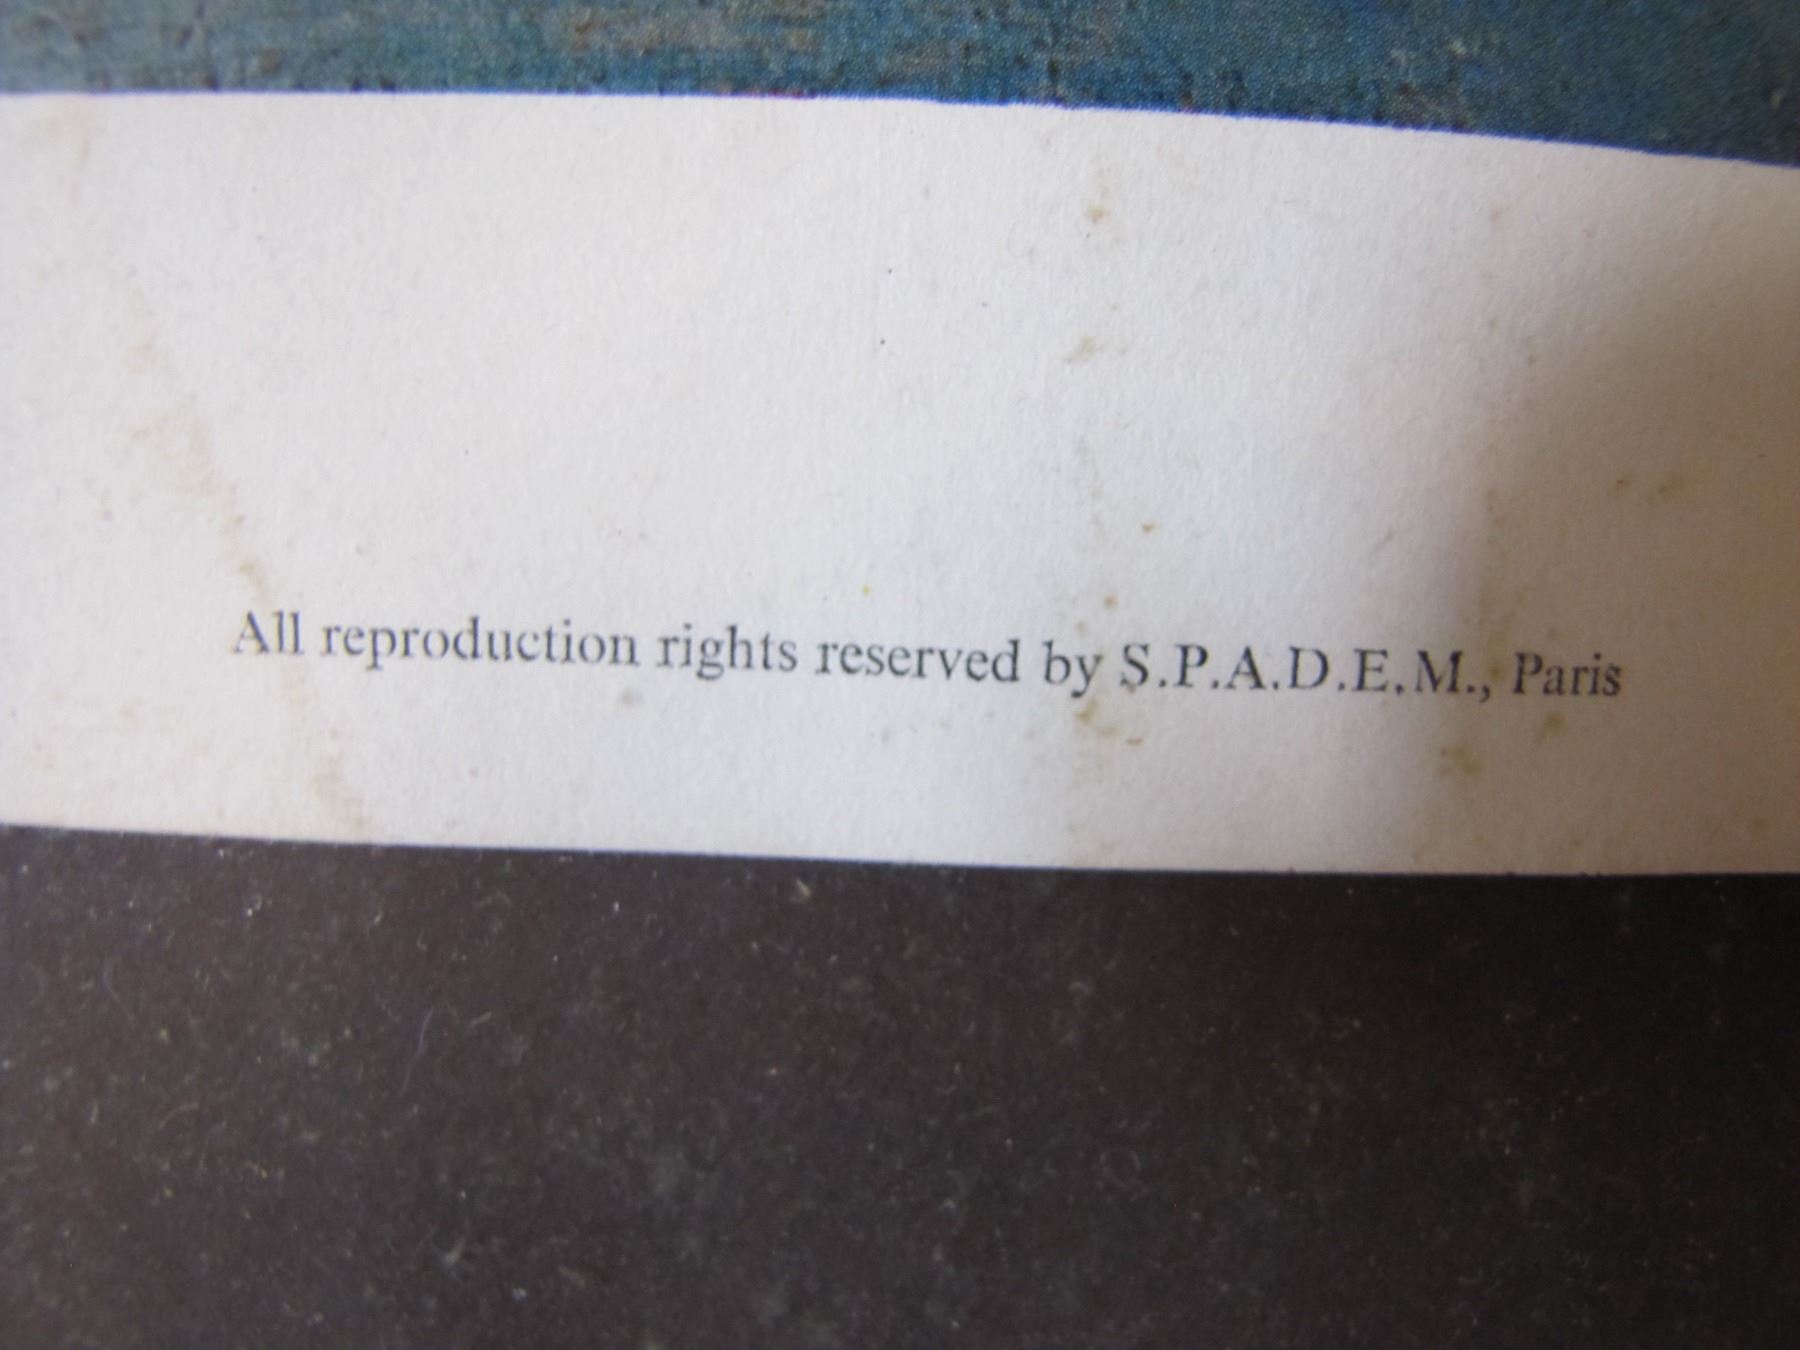 All reproduction rights reserved by S.P.A.D.E.M., Paris